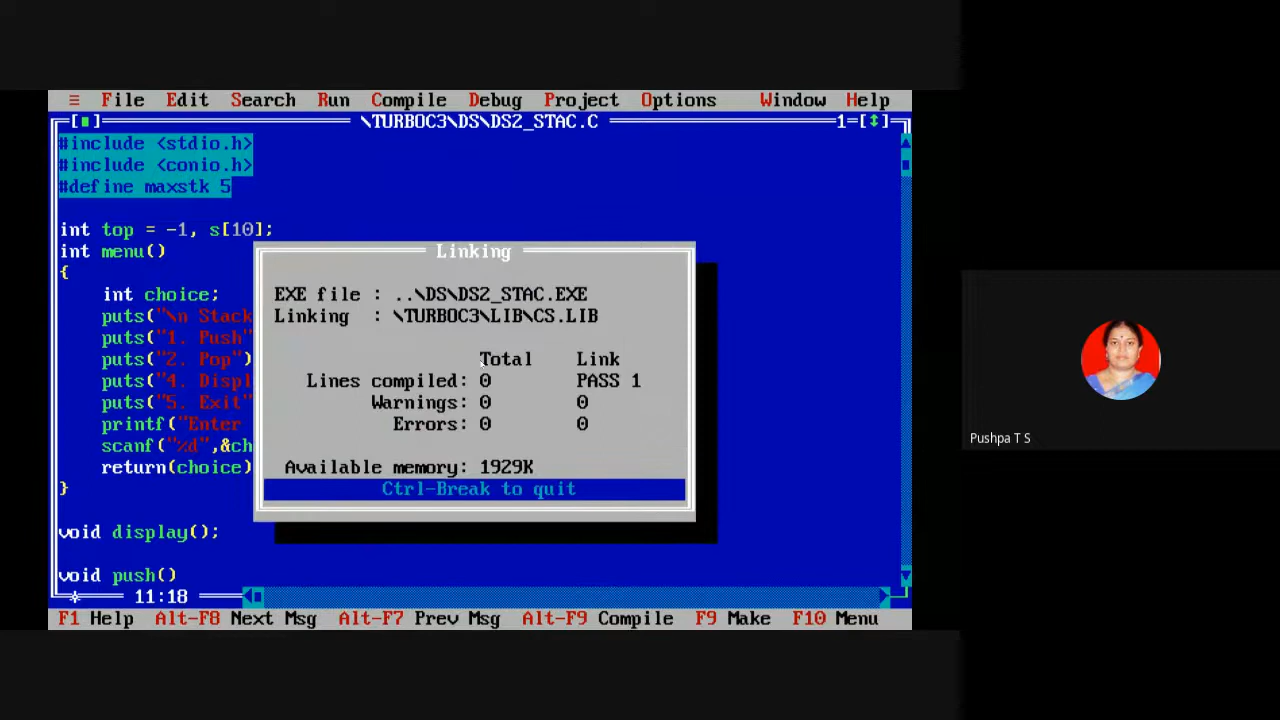 ≡ File Edit Search Run Compile Debug Project Options Window Help
[■] \TURBOC3\DS\DS2_STAC.C 1=[↕]
#include <stdio.h>
#include <conio.h>
#define maxstk 5
int top = -1, s[10];
int menu()
{
int choice;
puts("\n Stack
puts("1. Push"
puts("2. Pop")
puts("4. Displ
puts("5. Exit"
printf("Enter
scanf("%d",&ch
return(choice)
}
void display();
void push()
11:18
Linking
EXE file : ..\DS\DS2_STAC.EXE
Linking : \TURBOC3\LIB\CS.LIB
Total Link
Lines compiled: 0 PASS 1
Warnings: 0 0
Errors: 0 0
Available memory: 1929K
Ctrl-Break to quit
F1 Help Alt-F8 Next Msg Alt-F7 Prev Msg Alt-F9 Compile F9 Make F10 Menu
Pushpa T S